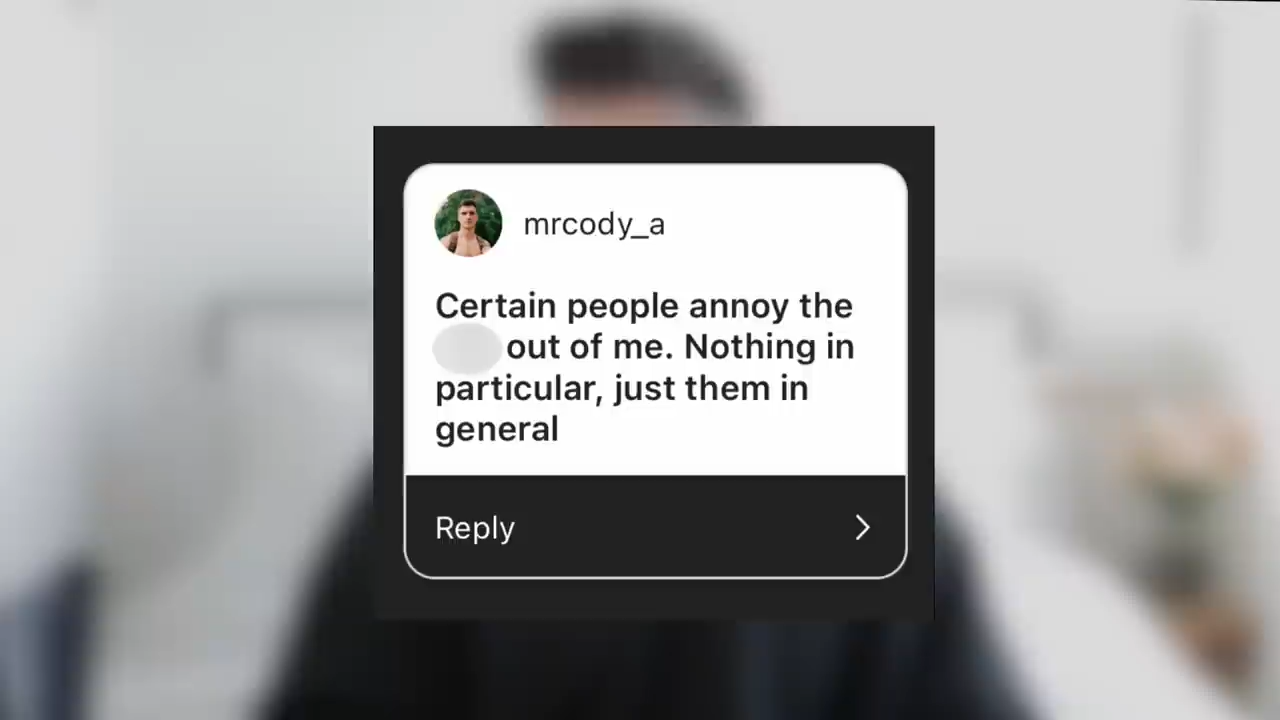 mrcody_a
Certain people annoy the
out of me. Nothing in
particular, just them in
general
Reply